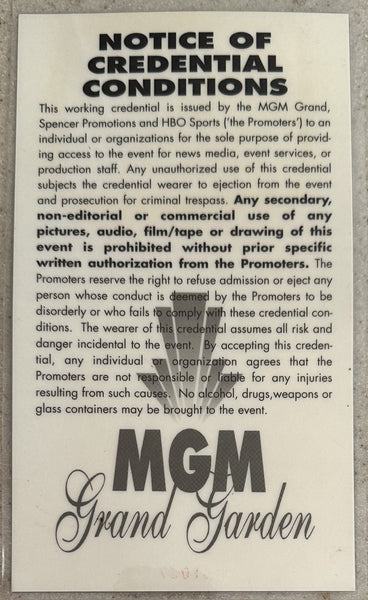 NOTICE OF
CREDENTIAL
CONDITIONS
This working credential is issued by the MGM Grand,
Spencer Promotions and HBO Sports ('the Promoters') to an
individual or organizations for the sole purpose of provid-
ing access to the event for news media, event services, or
production staff. Any unauthorized use of this credential
subjects the credential wearer to ejection from the event
and prosecution for criminal trespass. Any secondary,
non-editorial or commercial use of any
pictures, audio, film/tape or drawing of this
event is prohibited without prior specific
written authorization from the Promoters. The
Promoters reserve the right to refuse admission or eject any
person whose conduct is deemed by the Promoters to be
disorderly or who fails to comply with these credential con-
ditions. The wearer of this credential assumes all risk and
danger incidental to the event. By accepting this creden-
tial, any individual or organization agrees that the
Promoters are not responsible or liable for any injuries
resulting from such causes. No alcohol, drugs,weapons or
glass containers may be brought to the event.
MGM
Grand Garden